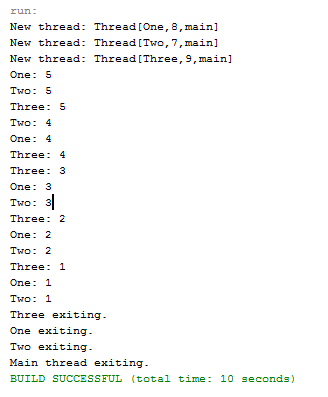 run:
New thread: Thread[One,8,main]
New thread: Thread[Two,7,main]
New thread: Thread[Three,9,main]
One: 5
Two: 5
Three: 5
Two: 4
One: 4
Three: 4
Three: 3
One: 3
Two: 3
Three: 2
One: 2
Two: 2
Three: 1
One: 1
Two: 1
Three exiting.
One exiting.
Two exiting.
Main thread exiting.
BUILD SUCCESSFUL (total time: 10 seconds)